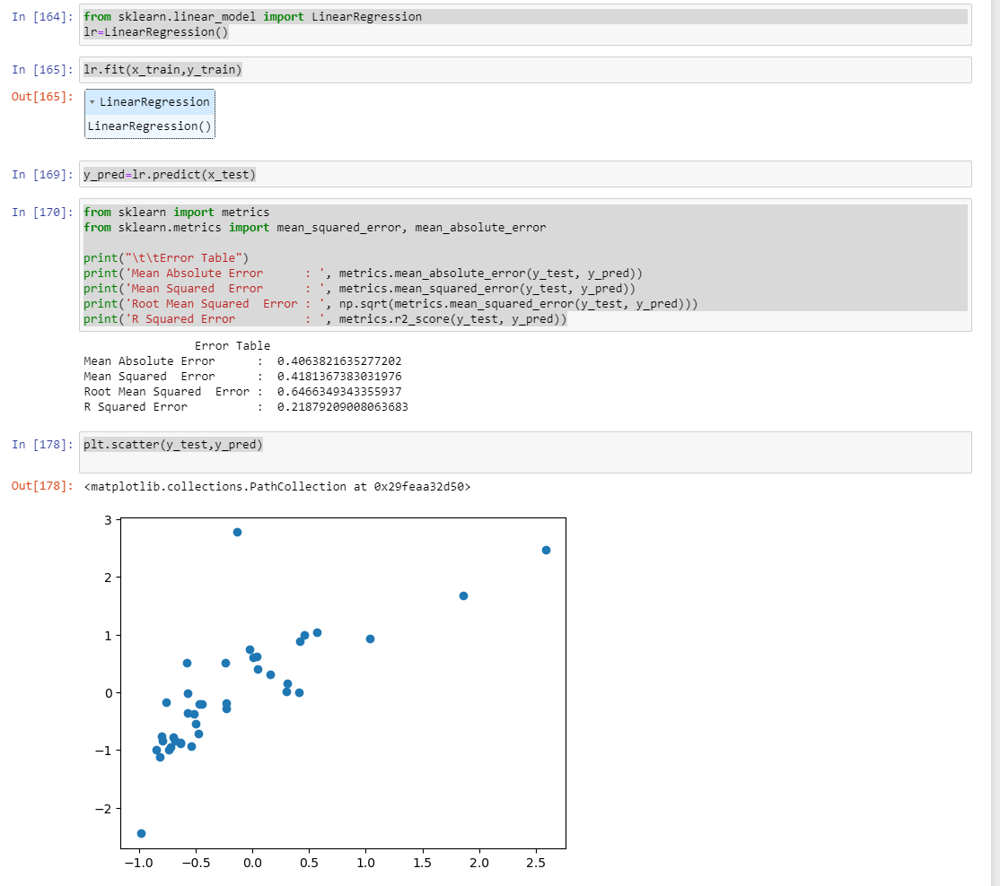 In [164]: from sklearn.linear_model import LinearRegression
lr=LinearRegression()
In [165]: lr.fit(x_train,y_train)
Out[165]: ▾ LinearRegression
LinearRegression()
In [169]: y_pred=lr.predict(x_test)
In [170]: from sklearn import metrics
from sklearn.metrics import mean_squared_error, mean_absolute_error
print("\t\tError Table")
print('Mean Absolute Error      : ', metrics.mean_absolute_error(y_test, y_pred))
print('Mean Squared  Error      : ', metrics.mean_squared_error(y_test, y_pred))
print('Root Mean Squared  Error : ', np.sqrt(metrics.mean_squared_error(y_test, y_pred)))
print('R Squared Error          : ', metrics.r2_score(y_test, y_pred))
Error Table
Mean Absolute Error      :  0.4063821635277202
Mean Squared  Error      :  0.4181367383031976
Root Mean Squared  Error :  0.6466349343355937
R Squared Error          :  0.21879209008063683
In [178]: plt.scatter(y_test,y_pred)
Out[178]: <matplotlib.collections.PathCollection at 0x29feaa32d50>
3
2
1
0
−1
−2
−1.0 −0.5 0.0 0.5 1.0 1.5 2.0 2.5